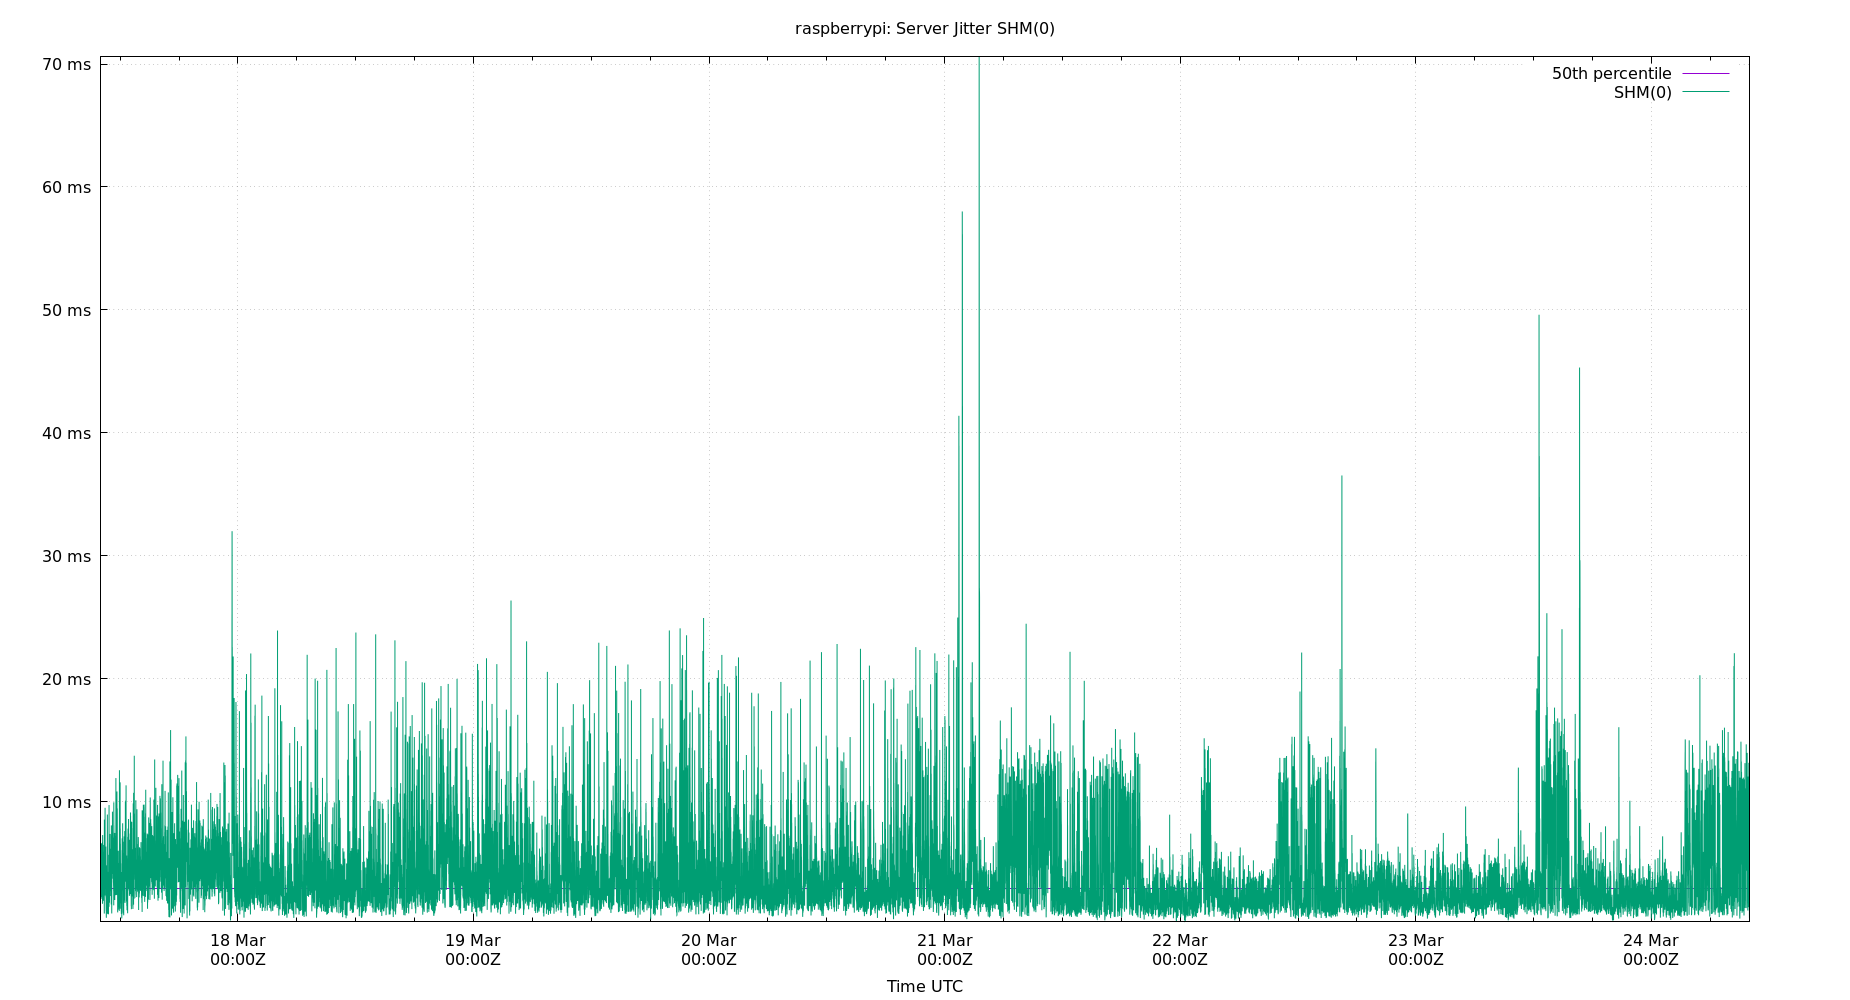 raspberrypi: Server Jitter SHM(0)
70 ms
60 ms
50 ms
40 ms
30 ms
20 ms
10 ms
50th percentile
SHM(0)
18 Mar 19 Mar 20 Mar 21 Mar 22 Mar 23 Mar 24 Mar
00:00Z 00:00Z 00:00Z 00:00Z 00:00Z 00:00Z 00:00Z
Time UTC